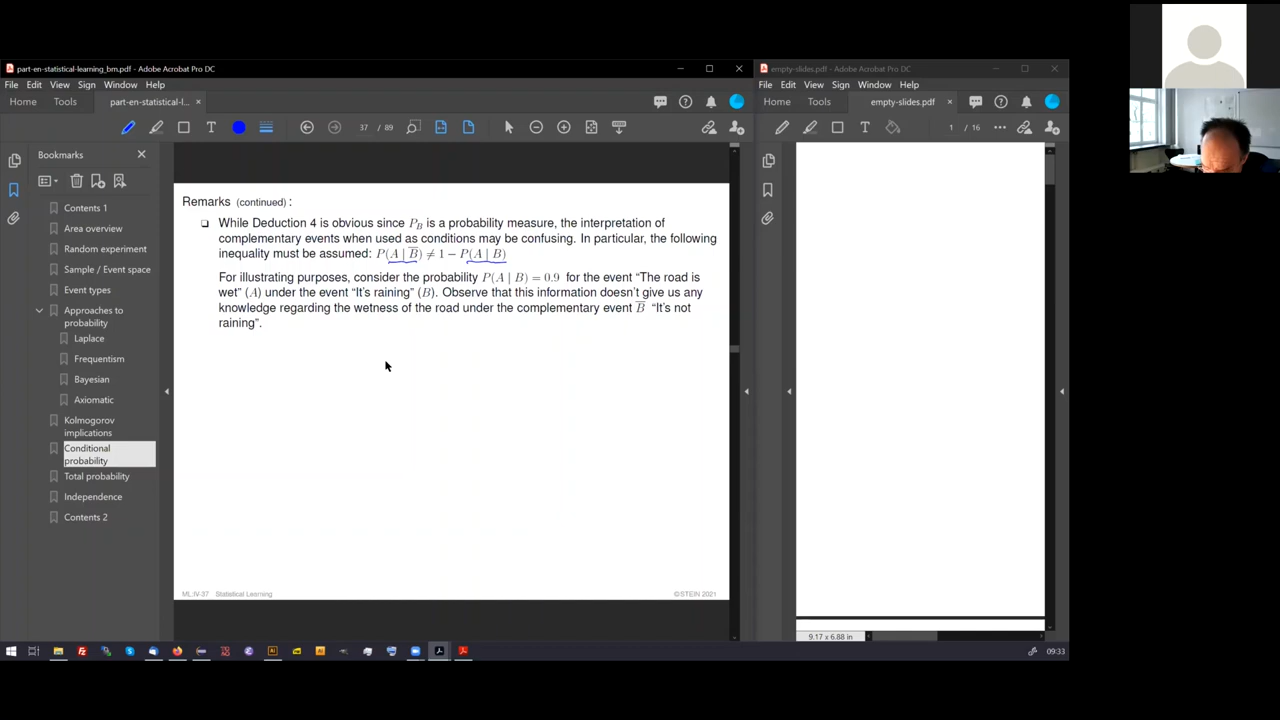 part-en-statistical-learning_bm.pdf - Adobe Acrobat Pro DC
File Edit View Sign Window Help
Home Tools part-en-statistical-l... ×
37 / 89
Bookmarks
Contents 1
Area overview
Random experiment
Sample / Event space
Event types
Approaches to
probability
Laplace
Frequentism
Bayesian
Axiomatic
Kolmogorov
implications
Conditional
probability
Total probability
Independence
Contents 2
Remarks (continued) :
❑ While Deduction 4 is obvious since P_B is a probability measure, the interpretation of
complementary events when used as conditions may be confusing. In particular, the following
inequality must be assumed: P(A | B̅) ≠ 1 − P(A | B)
For illustrating purposes, consider the probability P(A | B) = 0.9 for the event “The road is
wet” (A) under the event “It’s raining” (B). Observe that this information doesn’t give us any
knowledge regarding the wetness of the road under the complementary event B̅ “It’s not
raining”.
ML:IV-37 Statistical Learning ©STEIN 2021
empty-slides.pdf - Adobe Acrobat Pro DC
File Edit View Sign Window Help
Home Tools empty-slides.pdf ×
1 / 16
9.17 x 6.88 in
09:33